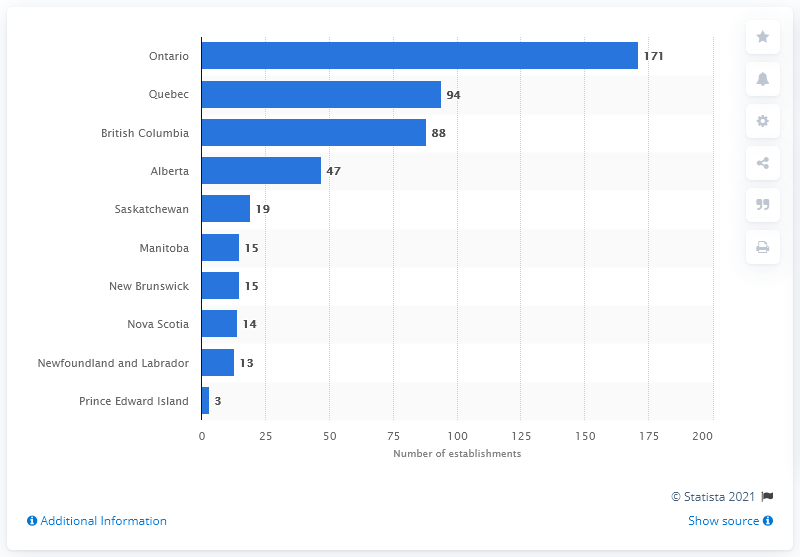 Ontario 171
Quebec 94
British Columbia 88
Alberta 47
Saskatchewan 19
Manitoba 15
New Brunswick 15
Nova Scotia 14
Newfoundland and Labrador 13
Prince Edward Island 3
0 25 50 75 100 125 150 175 200
Number of establishments
© Statista 2021
Additional Information Show source